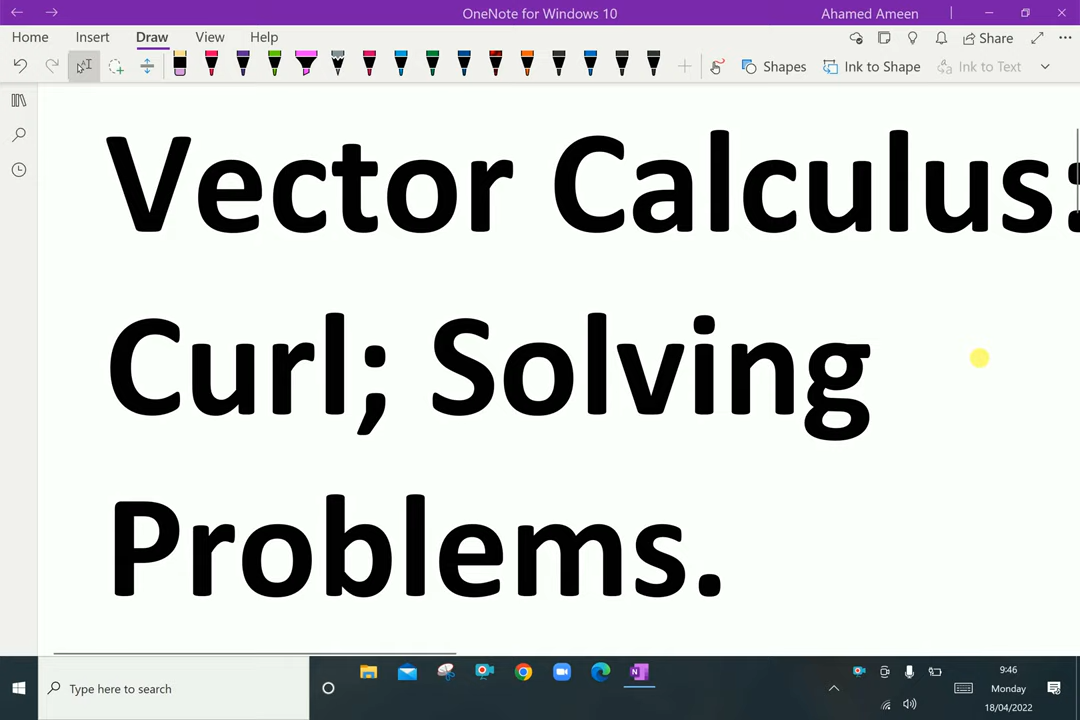 OneNote for Windows 10
Ahamed Ameen
Home Insert Draw View Help
Share
Shapes Ink to Shape Ink to Text
Vector Calculus:
Curl; Solving
Problems.
Type here to search
9:46
Monday
18/04/2022